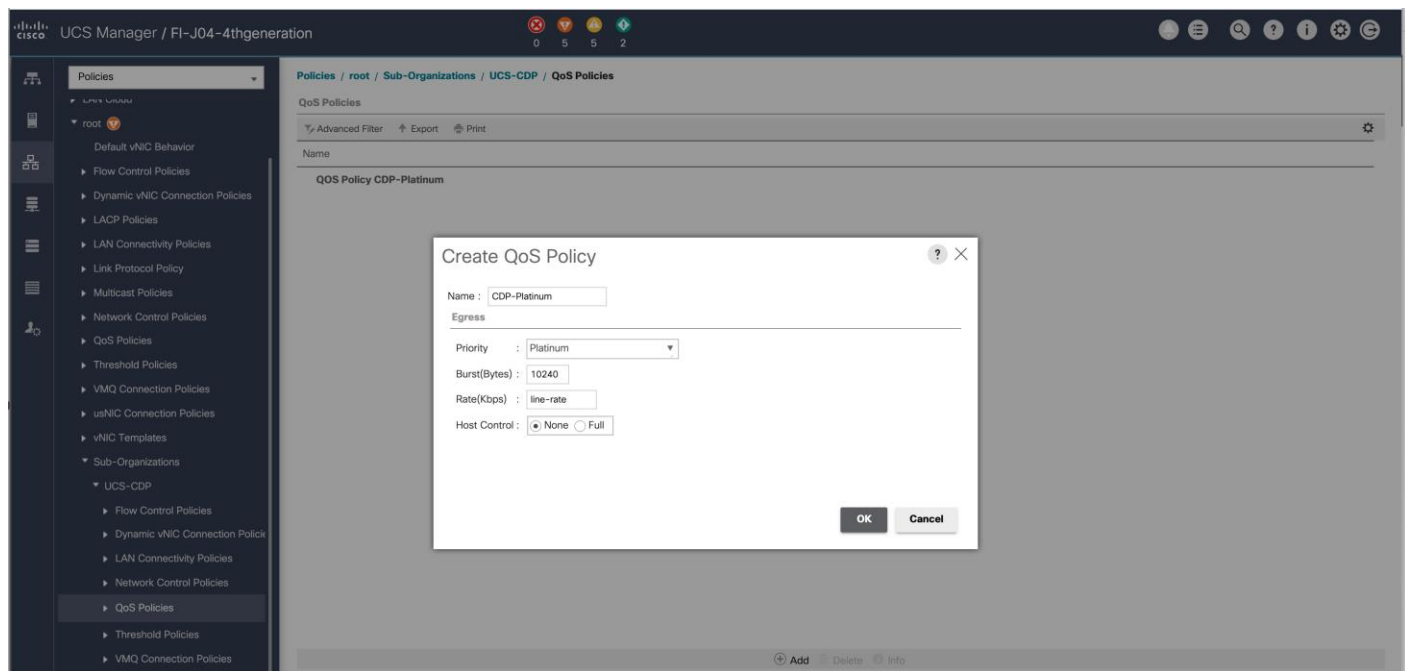 cisco UCS Manager / FI-J04-4thgeneration
0 5 5 2
Policies
LAN Cloud
root
Default vNIC Behavior
Flow Control Policies
Dynamic vNIC Connection Policies
LACP Policies
LAN Connectivity Policies
Link Protocol Policy
Multicast Policies
Network Control Policies
QoS Policies
Threshold Policies
VMQ Connection Policies
usNIC Connection Policies
vNIC Templates
Sub-Organizations
UCS-CDP
Flow Control Policies
Dynamic vNIC Connection Policie
LAN Connectivity Policies
Network Control Policies
QoS Policies
Threshold Policies
VMQ Connection Policies
Policies / root / Sub-Organizations / UCS-CDP / QoS Policies
QoS Policies
Advanced Filter Export Print
Name
QOS Policy CDP-Platinum
Create QoS Policy
Name : CDP-Platinum
Egress
Priority : Platinum
Burst(Bytes) : 10240
Rate(Kbps) : line-rate
Host Control : None Full
OK Cancel
Add Delete Info